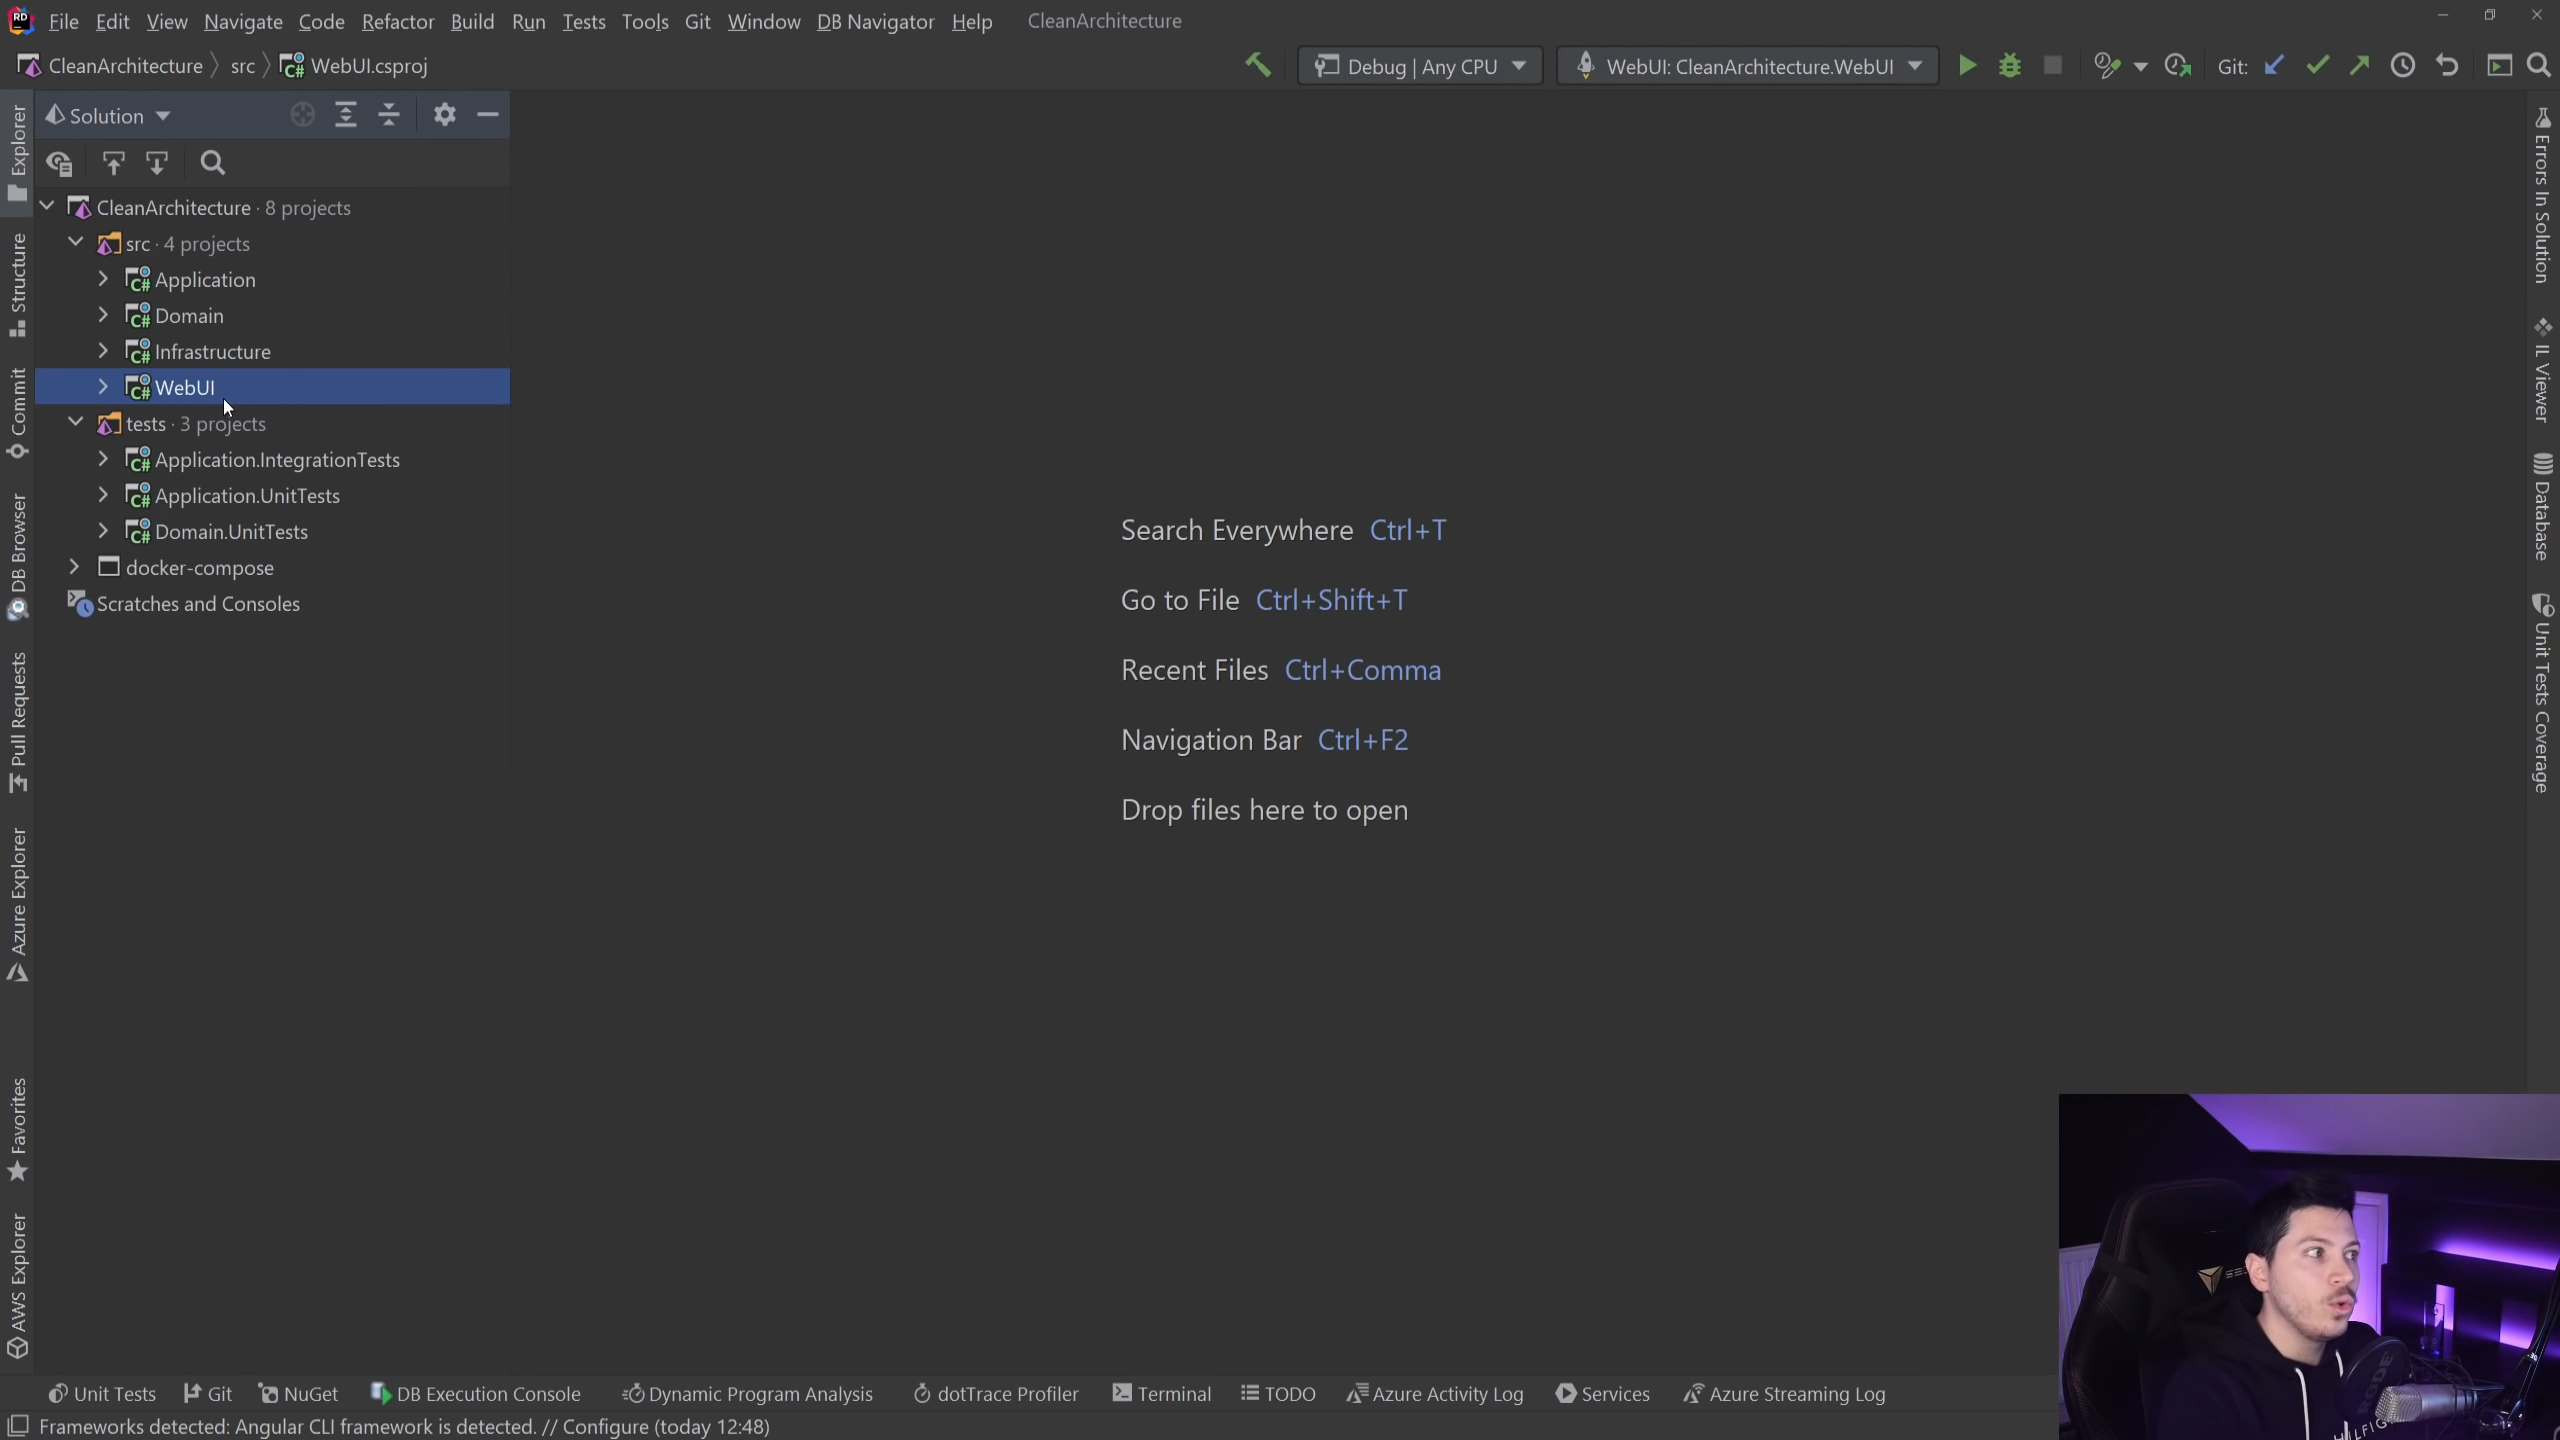 RD File Edit View Navigate Code Refactor Build Run Tests Tools Git Window DB Navigator Help CleanArchitecture
CleanArchitecture src C# WebUI.csproj Debug | Any CPU WebUI: CleanArchitecture.WebUI Git:
Solution
CleanArchitecture · 8 projects
src · 4 projects
C# Application
C# Domain
C# Infrastructure
C# WebUI
tests · 3 projects
C# Application.IntegrationTests
C# Application.UnitTests
C# Domain.UnitTests
docker-compose
Scratches and Consoles
Explorer
Structure
Commit
DB Browser
Pull Requests
Azure Explorer
Favorites
AWS Explorer
Search Everywhere Ctrl+T
Go to File Ctrl+Shift+T
Recent Files Ctrl+Comma
Navigation Bar Ctrl+F2
Drop files here to open
Errors In Solution
IL Viewer
Database
Unit Tests Coverage
RODE
Unit Tests Git NuGet DB Execution Console Dynamic Program Analysis dotTrace Profiler Terminal TODO Azure Activity Log Services Azure Streaming Log
Frameworks detected: Angular CLI framework is detected. // Configure (today 12:48)